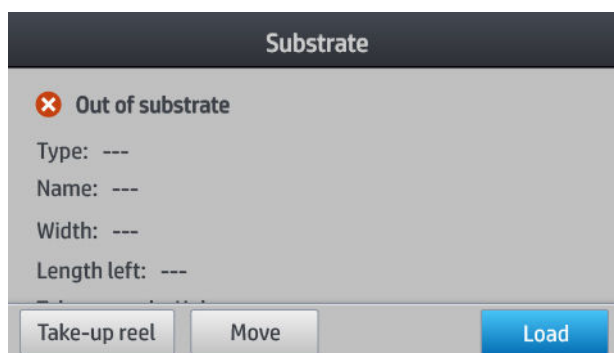 Substrate
Out of substrate
Type: ---
Name: ---
Width: ---
Length left: ---
Take-up reel
Move
Load